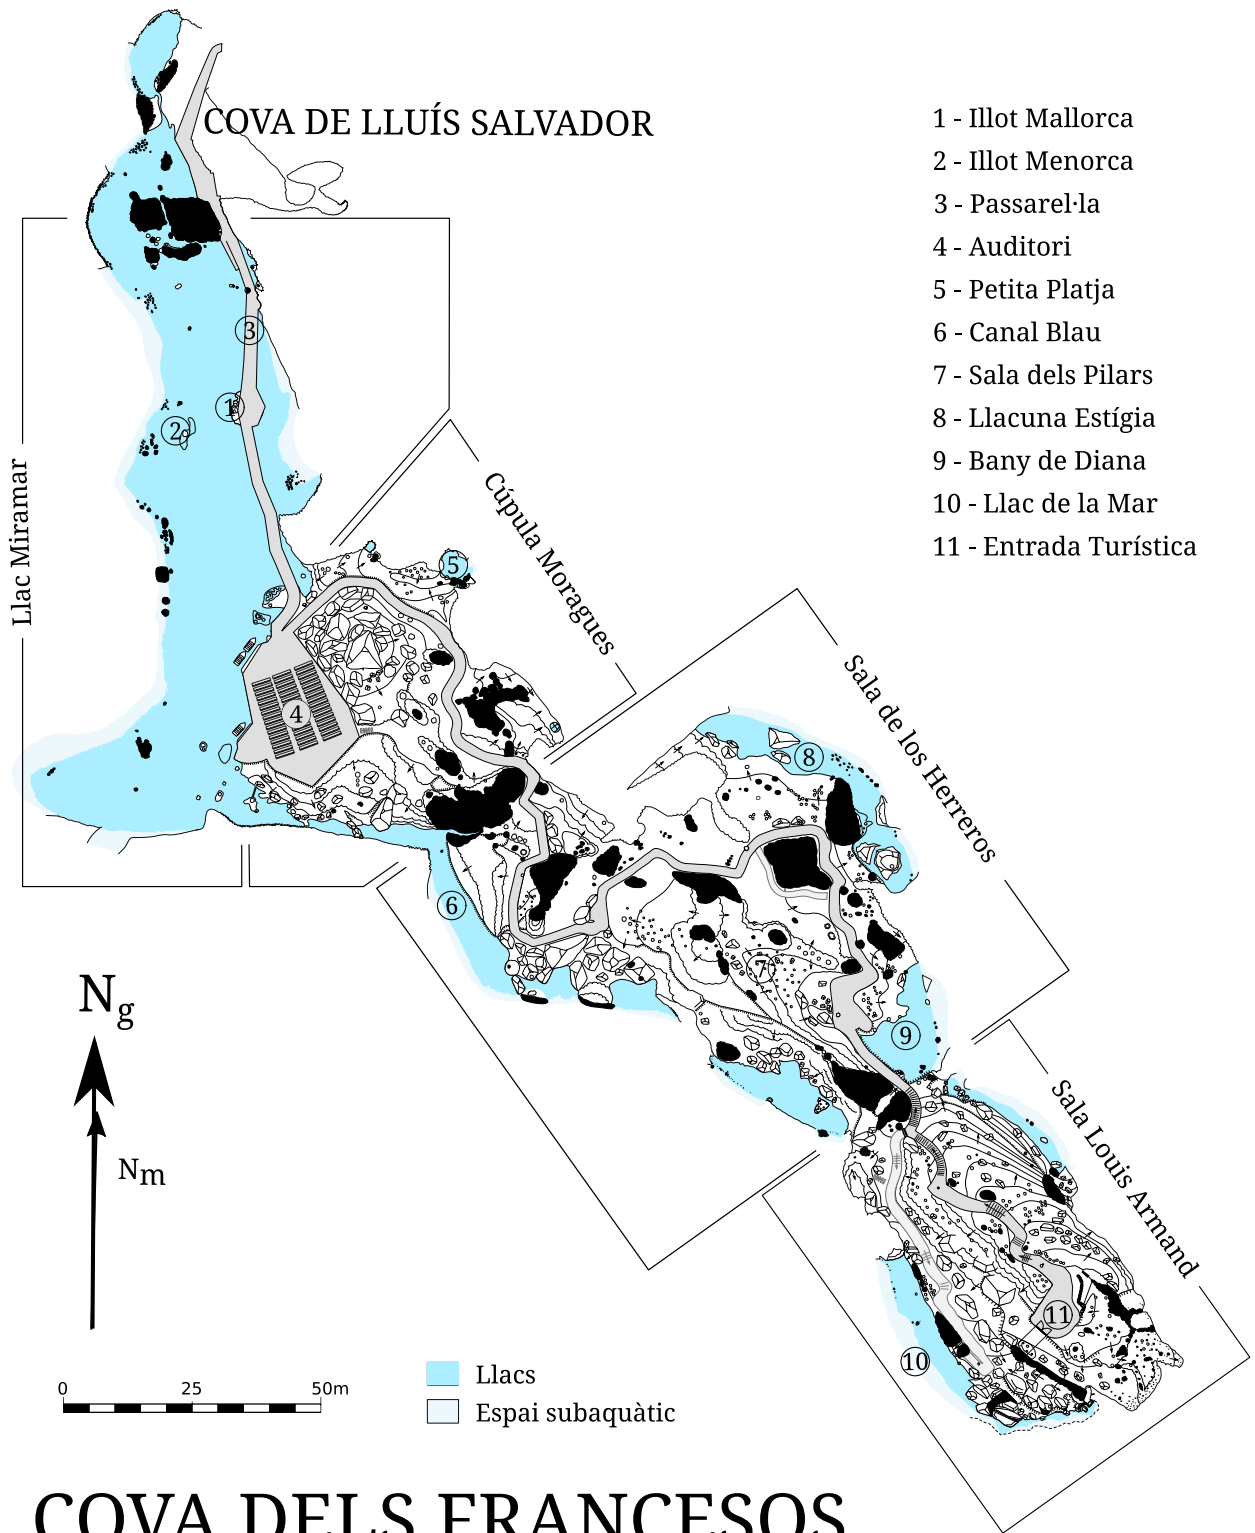 COVA DE LLUÍS SALVADOR
1 - Illot Mallorca
2 - Illot Menorca
3 - Passarel·la
4 - Auditori
5 - Petita Platja
6 - Canal Blau
7 - Sala dels Pilars
8 - Llacuna Estígia
9 - Bany de Diana
10 - Llac de la Mar
11 - Entrada Turística
3
1
2
Llac Miramar
Cúpula Moragues
5
4
Sala de los Herreros
8
6
7
9
Ng
Nm
Sala Louis Armand
11
10
0 25 50m
Llacs
Espai subaquàtic
COVA DELS FRANCESOS